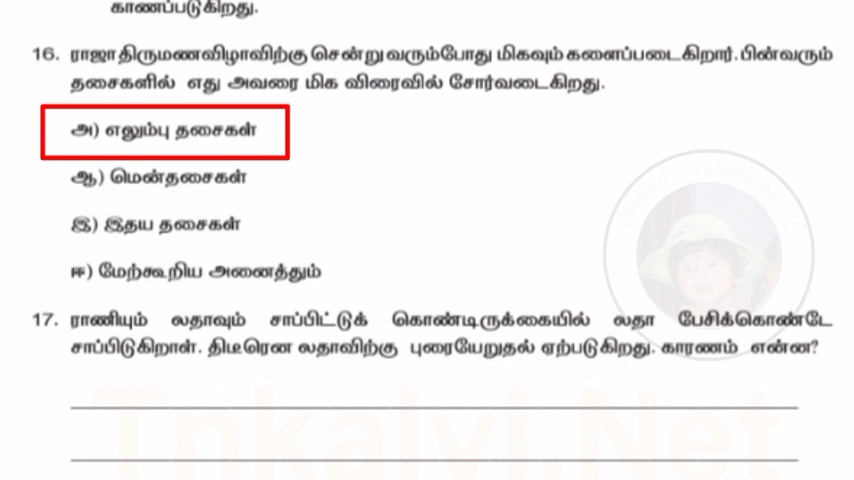 காணப்படுகிறது.
16. ராஜா திருமணவிழாவிற்கு சென்று வரும்போது மிகவும் களைப்படைகிறார். பின்வரும்
தசைகளில் எது அவரை மிக விரைவில் சோர்வடைகிறது.
அ) எலும்பு தசைகள்
ஆ) மென்தசைகள்
இ) இதய தசைகள்
ஈ) மேற்கூறிய அனைத்தும்
17. ராணியும் லதாவும் சாப்பிட்டுக் கொண்டிருக்கையில் லதா பேசிக்கொண்டே
சாப்பிடுகிறாள். திடீரென லதாவிற்கு புரையேறுதல் ஏற்படுகிறது. காரணம் என்ன?
Tnkalvi.Net